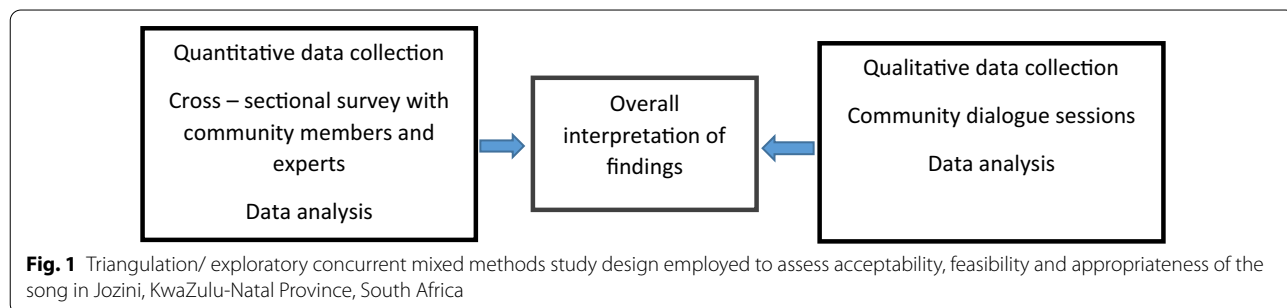 Quantitative data collection
Cross – sectional survey with
community members and
experts
Data analysis
Overall
interpretation of
findings
Qualitative data collection
Community dialogue sessions
Data analysis
Fig. 1 Triangulation/ exploratory concurrent mixed methods study design employed to assess acceptability, feasibility and appropriateness of the
song in Jozini, KwaZulu-Natal Province, South Africa